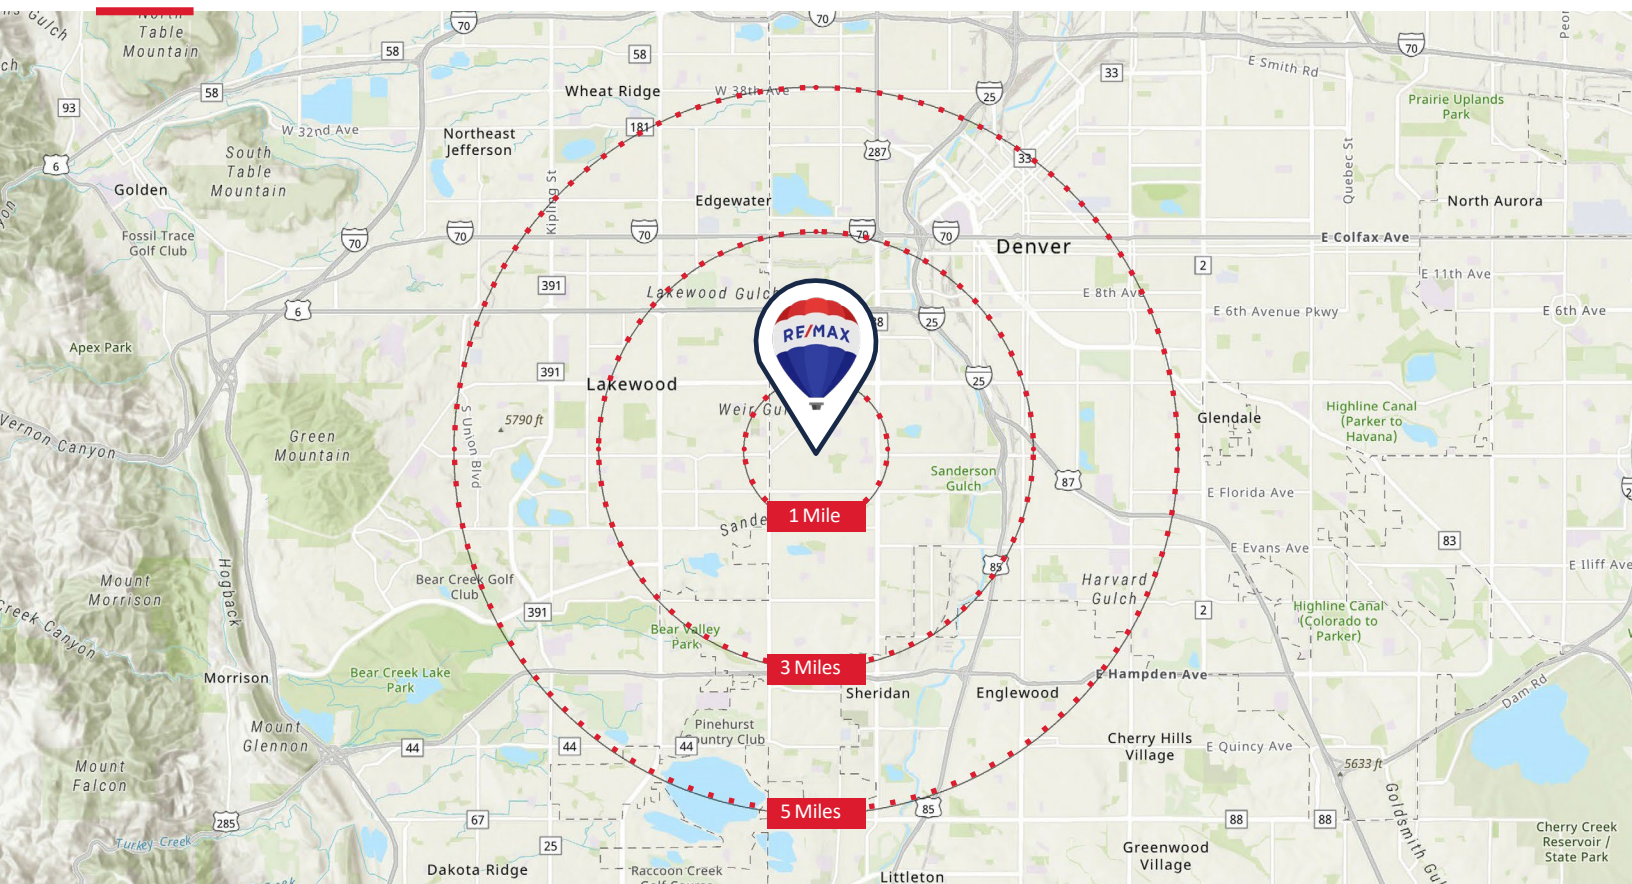 North
Table
Mountain
70
70
58
58
70
E Smith Rd
33
Wheat Ridge
W 38th Ave
25
58
93
Prairie Uplands
Park
181
W 32nd Ave
Northeast
Jefferson
287
33
6
South
Table
Mountain
Quebec St
Golden
Kipling St
Edgewater
North Aurora
Fossil Trace
Golf Club
70
70
70
70
70
Denver
E Colfax Ave
2
E 11th Ave
391
Lakewood Gulch
E 8th Ave
6
25
E 6th Avenue Pkwy
E 6th Ave
RE/MAX
Apex Park
391
Lakewood
25
Weir Gul
S Union Blvd
5790 ft
Glendale
Highline Canal
(Parker to
Havana)
Vernon Canyon
Green
Mountain
Sanderson
Gulch
87
E Florida Ave
1 Mile
Sande
83
E Evans Ave
85
E Iliff Ave
Hogback
Mount
Morrison
Bear Creek Golf
Club
Harvard
Gulch
391
2
Highline Canal
(Colorado to
Parker)
Creek Canyon
Bear Valley
Park
3 Miles
Morrison
Bear Creek Lake
Park
Sheridan
Englewood
E Hampden Ave
Dam Rd
Mount
Glennon
Pinehurst
Country Club
44
44
44
Cherry Hills
Village
E Quincy Ave
Mount
Falcon
5633 ft
285
67
5 Miles
85
88
88
Goldsmith Gul
Turkey Creek
25
Cherry Creek
Reservoir /
State Park
Greenwood
Village
Dakota Ridge
Raccoon Creek
Littleton